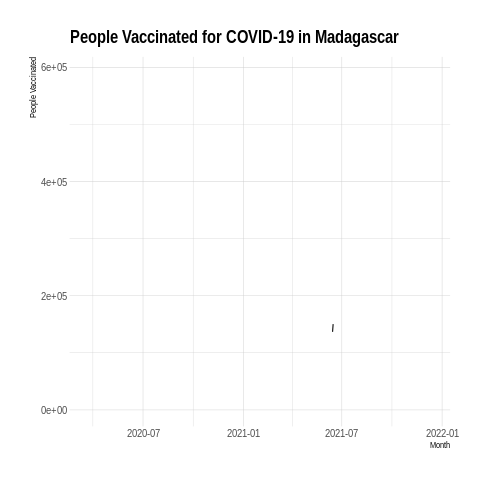 People Vaccinated for COVID-19 in Madagascar
People Vaccinated
6e+05
4e+05
2e+05
0e+00
2020-07 2021-01 2021-07 2022-01
Month